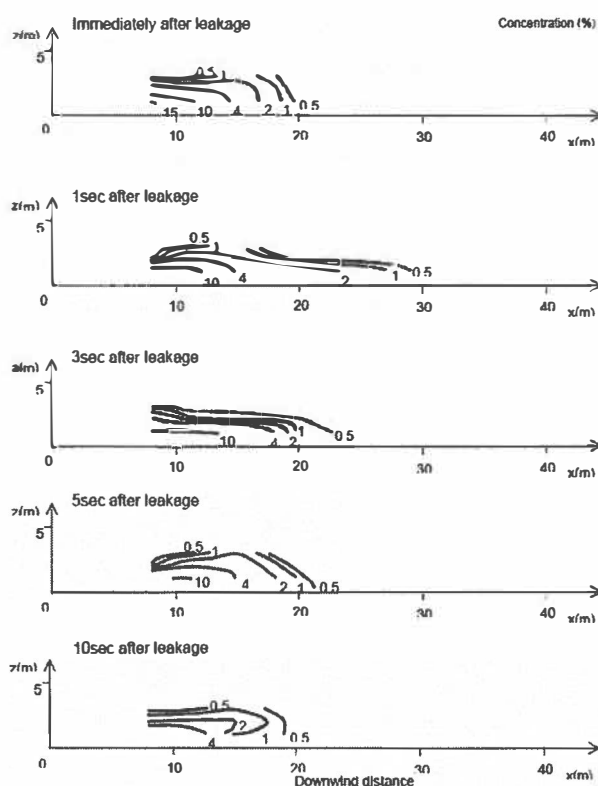 Immediately after leakage
Concentration (%)
z(m)
5
0.5 1
15 10 4 2 1 0.5
0 10 20 30 40 x(m)
1sec after leakage
z(m)
5
0.5 1
10 4 2 1 0.5
0 10 20 30 40 x(m)
3sec after leakage
z(m)
5
10 4 2 1 0.5
0 10 20 30 40 x(m)
5sec after leakage
z(m)
5
0.5 1
10 4 2 1 0.5
0 10 20 30 40 x(m)
10sec after leakage
z(m)
5
0.5
4 2 1 0.5
0 10 20 30 40 x(m)
Downwind distance